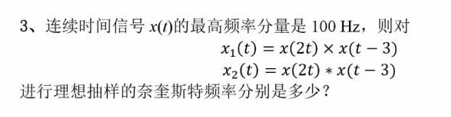 3、连续时间信号 x(t)的最高频率分量是 100 Hz，则对
x₁(t) = x(2t) × x(t − 3)
x₂(t) = x(2t) ∗ x(t − 3)
进行理想抽样的奈奎斯特频率分别是多少？